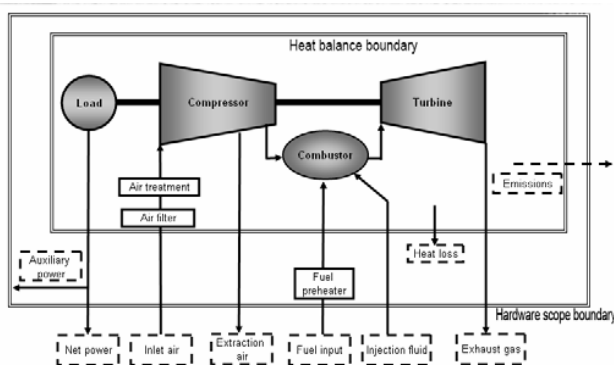 Heat balance boundary
Load
Compressor
Turbine
Combustor
Air treatment
Air filter
Emissions
Heat loss
Auxiliary
power
Fuel
preheater
Hardware scope boundary
Net power
Inlet air
Extraction
air
Fuel input
Injection fluid
Exhaust gas